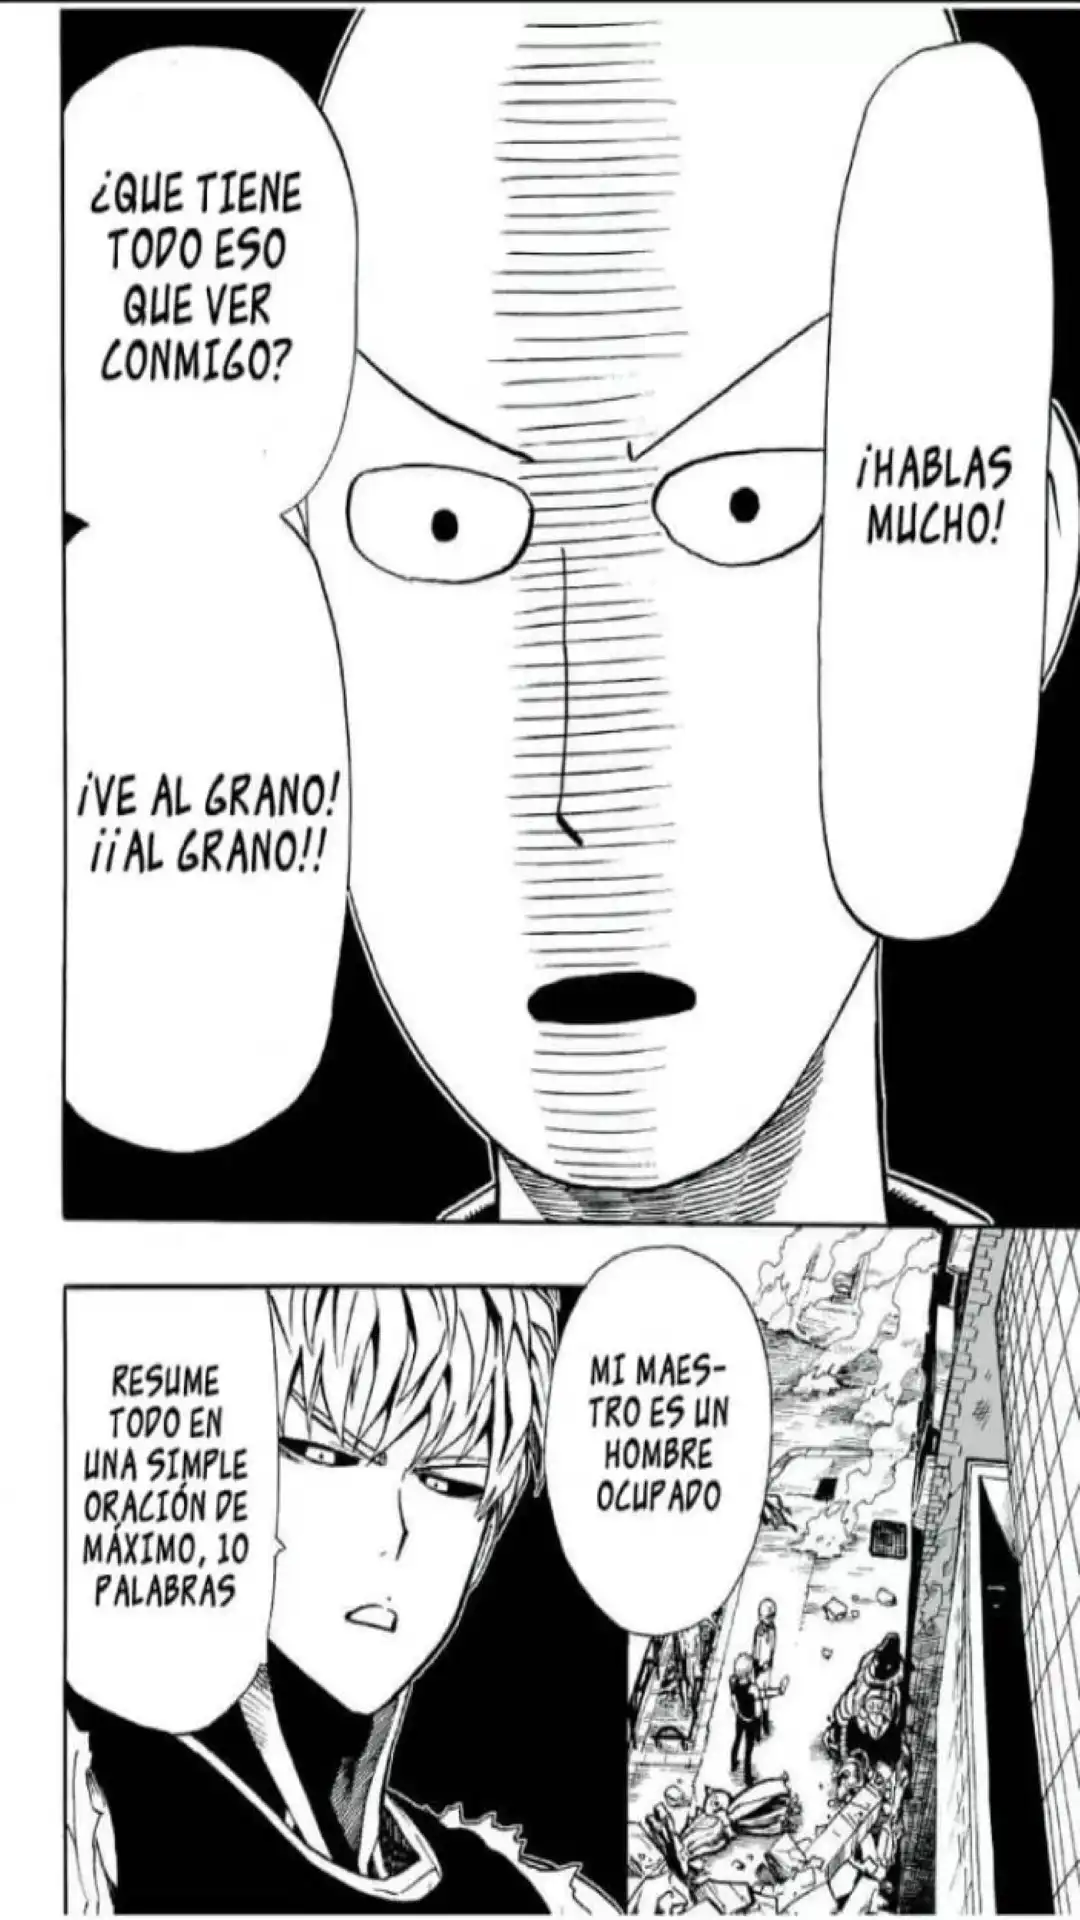 ¡HABLAS
MUCHO!
¿QUE TIENE
TODO ESO
QUE VER
CONMIGO?
¡VE AL GRANO!
¡¡AL GRANO!!
MI MAES-
TRO ES UN
HOMBRE
OCUPADO
RESUME
TODO EN
UNA SIMPLE
ORACIÓN DE
MÁXIMO, 10
PALABRAS